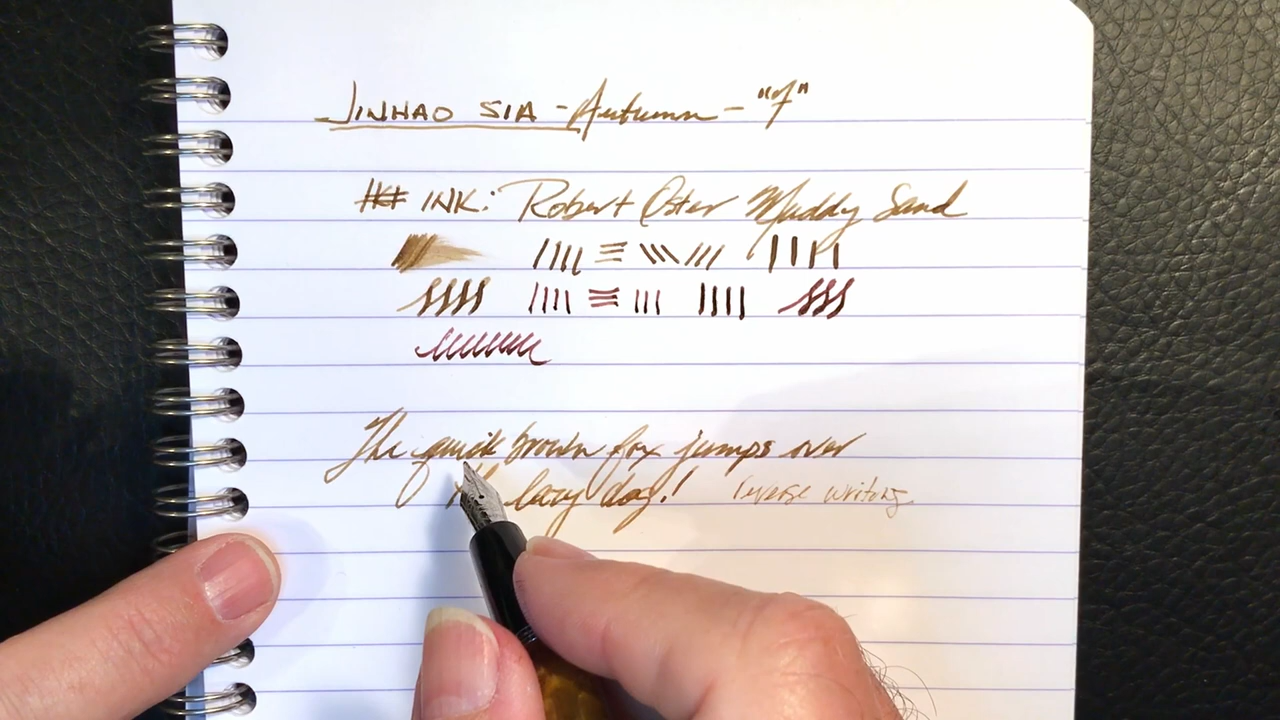 JINHAO SIA - Autumn - "f"
INK: Robert Oster Muddy Sand
The quick brown fox jumps over
lazy dog! reverse writing